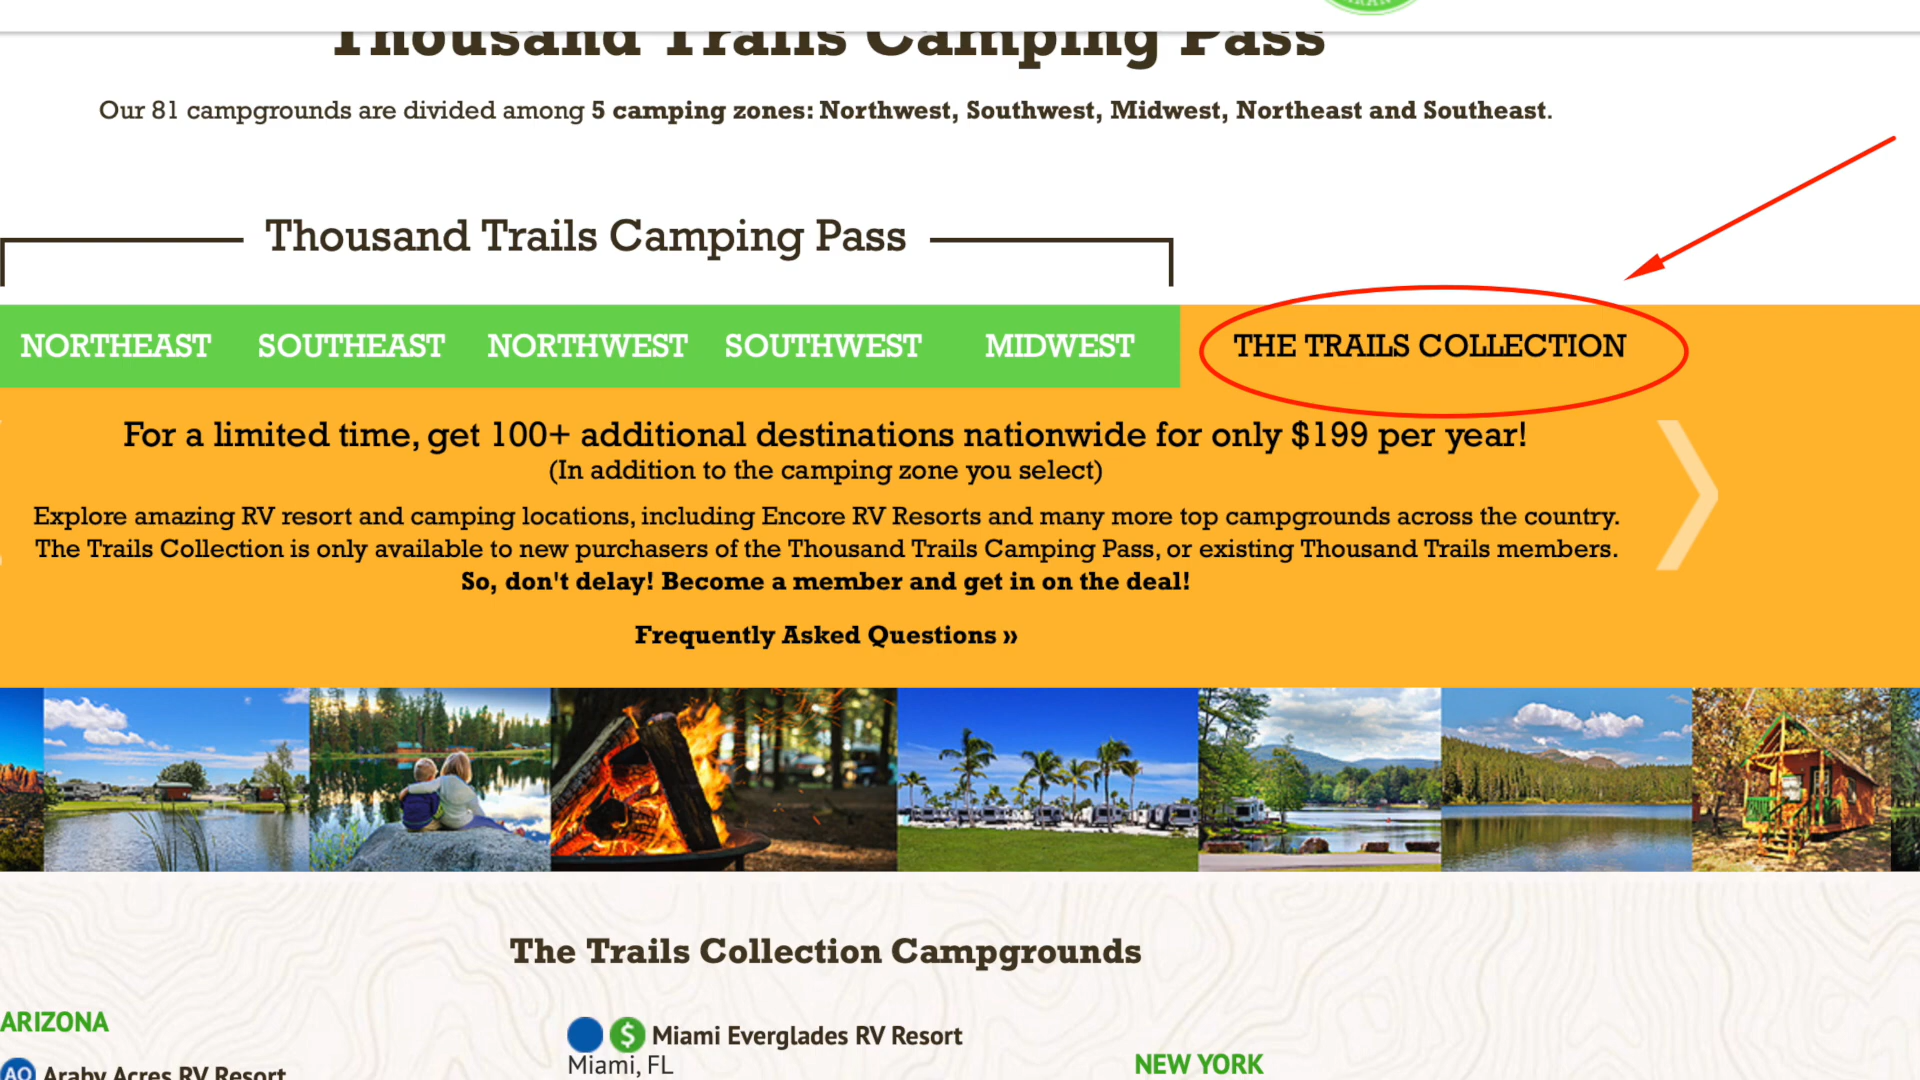 Thousand Trails Camping Pass
Our 81 campgrounds are divided among 5 camping zones: Northwest, Southwest, Midwest, Northeast and Southeast.
Thousand Trails Camping Pass
NORTHEAST SOUTHEAST NORTHWEST SOUTHWEST MIDWEST THE TRAILS COLLECTION
For a limited time, get 100+ additional destinations nationwide for only $199 per year!
(In addition to the camping zone you select)
Explore amazing RV resort and camping locations, including Encore RV Resorts and many more top campgrounds across the country.
The Trails Collection is only available to new purchasers of the Thousand Trails Camping Pass, or existing Thousand Trails members.
So, don't delay! Become a member and get in on the deal!
Frequently Asked Questions »
The Trails Collection Campgrounds
ARIZONA
AO Araby Acres RV Resort
$ Miami Everglades RV Resort
Miami, FL
NEW YORK